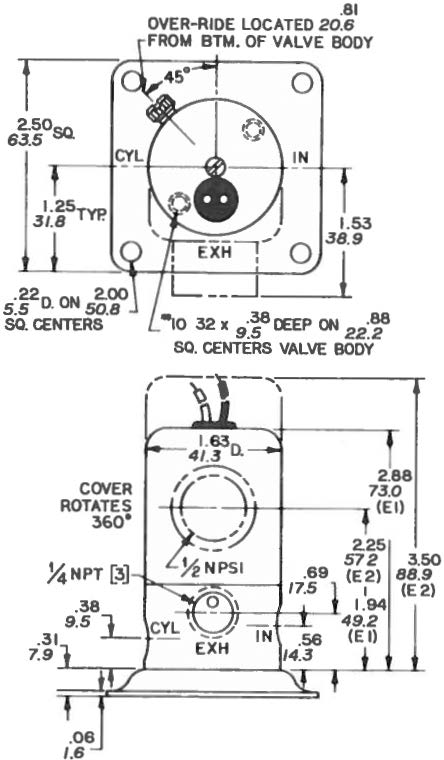 .81
OVER-RIDE LOCATED 20.6
FROM BTM. OF VALVE BODY
45°
2.50 SQ.
63.5
CYL
IN
1.25 TYP.
31.8
1.53
38.9
EXH
.22 D. ON 2.00
5.5 50.8
SQ. CENTERS
#10 32 x .38 DEEP ON .88
9.5 22.2
SQ. CENTERS VALVE BODY
1.63 D.
41.3
COVER
ROTATES
360°
2.88
73.0
(E1)
1/2 NPSI
2.25
57.2
(E2)
3.50
88.9
(E2)
1/4 NPT [3]
.69
17.5
1.94
49.2
(E1)
.38
9.5
CYL
IN
EXH
.56
14.3
.31
7.9
.06
1.6